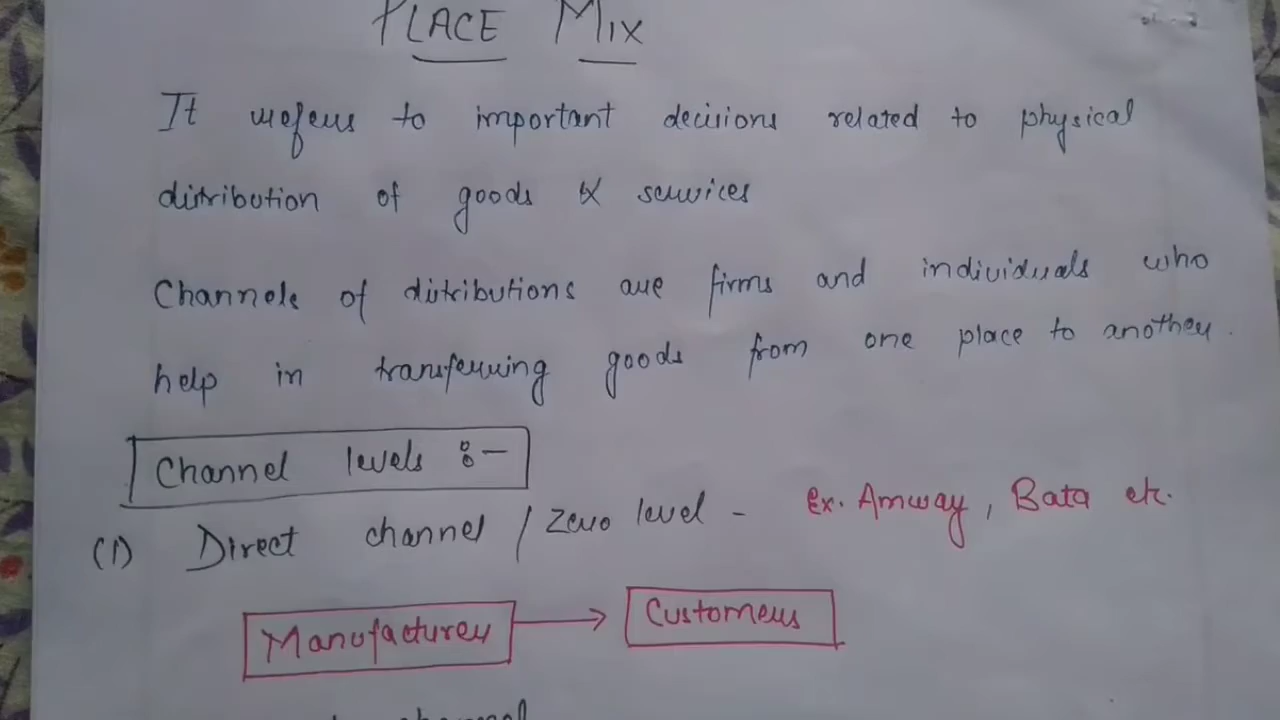 PLACE MIX
It refers to important decisions related to physical
distribution of goods & services
Channels of distributions are firms and individuals who
help in transferring goods from one place to another.
Channel levels :-
(1) Direct channel / Zero level - Ex. Amway, Bata etc.
Manufacturer → Customers
channel